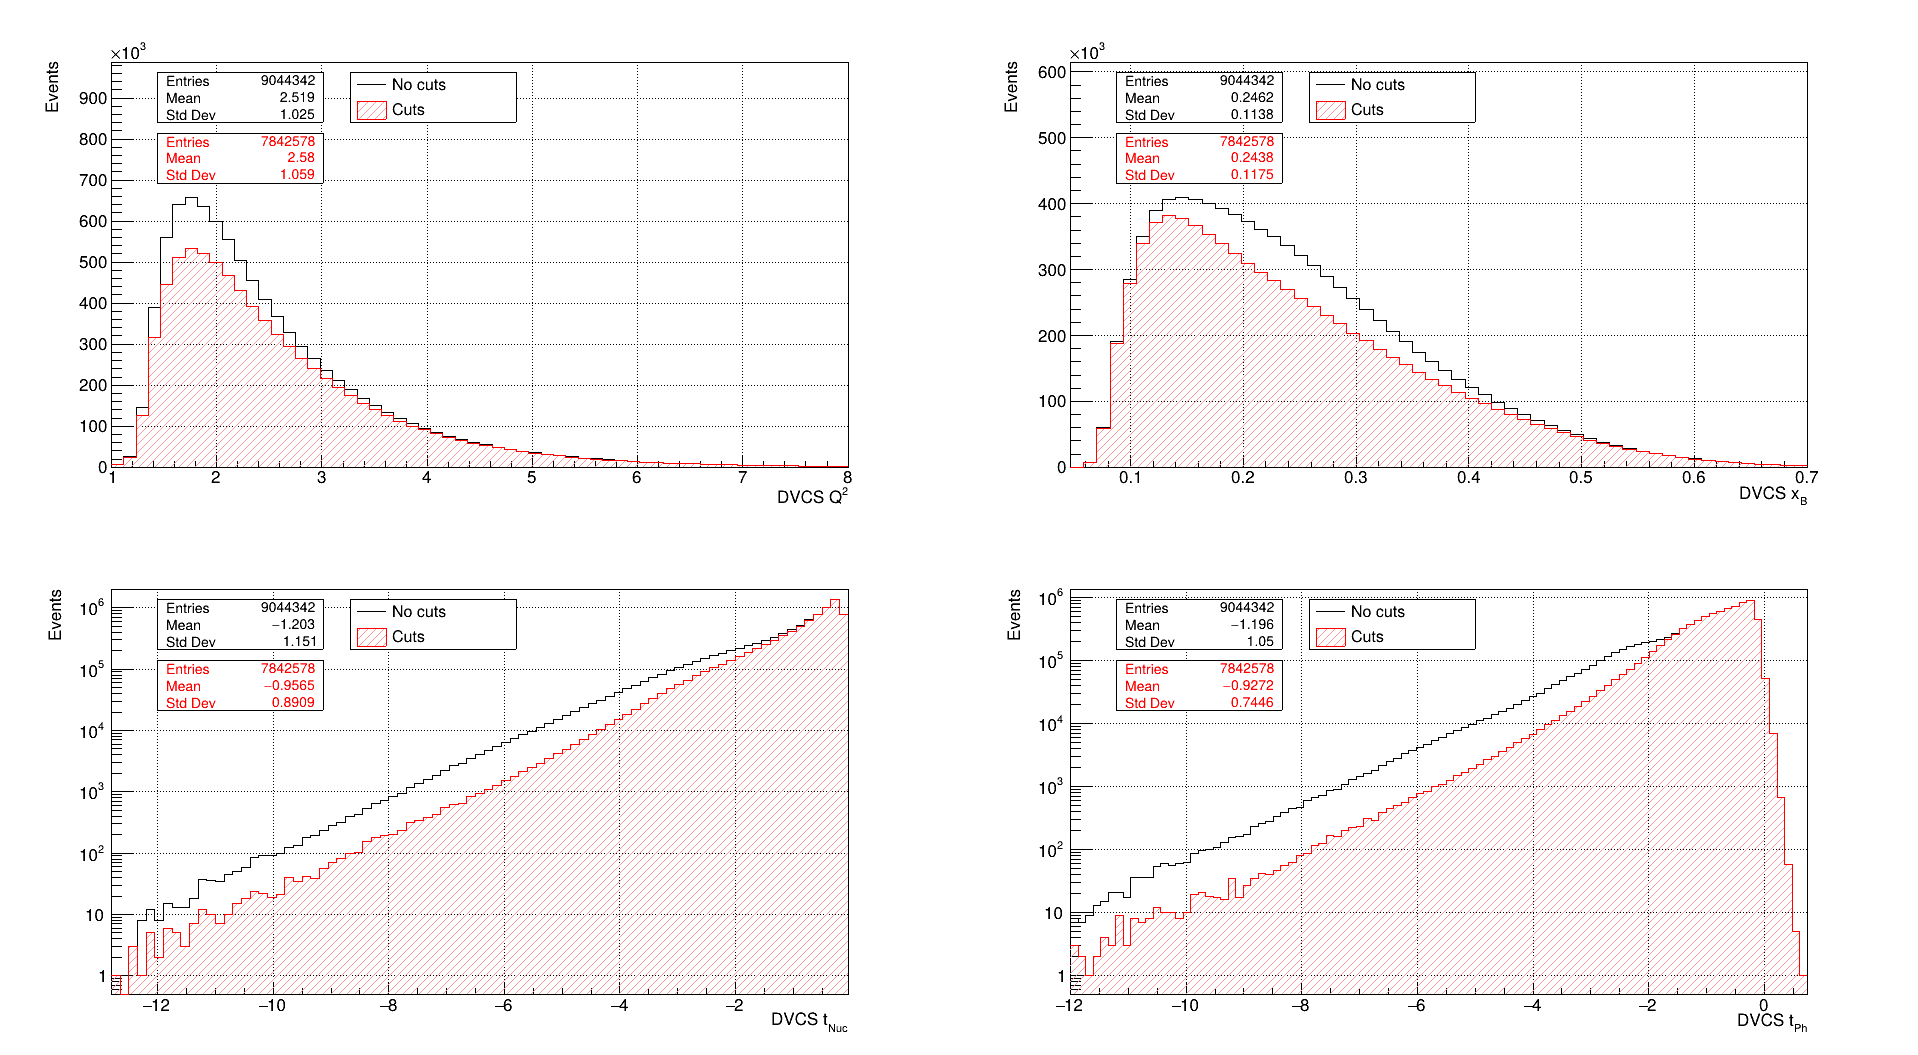 ×10³
Events
Entries 9044342
Mean 2.519
Std Dev 1.025
Entries 7842578
Mean 2.58
Std Dev 1.059
No cuts
Cuts
900
800
700
600
500
400
300
200
100
0
1 2 3 4 5 6 7 8
DVCS Q²
×10³
Events
Entries 9044342
Mean 0.2462
Std Dev 0.1138
Entries 7842578
Mean 0.2438
Std Dev 0.1175
No cuts
Cuts
600
500
400
300
200
100
0
0.1 0.2 0.3 0.4 0.5 0.6 0.7
DVCS x_B
Events
Entries 9044342
Mean −1.203
Std Dev 1.151
Entries 7842578
Mean −0.9565
Std Dev 0.8909
No cuts
Cuts
10⁶
10⁵
10⁴
10³
10²
10
1
−12 −10 −8 −6 −4 −2
DVCS t_Nuc
Events
Entries 9044342
Mean −1.196
Std Dev 1.05
Entries 7842578
Mean −0.9272
Std Dev 0.7446
No cuts
Cuts
10⁶
10⁵
10⁴
10³
10²
10
1
−12 −10 −8 −6 −4 −2 0
DVCS t_Ph